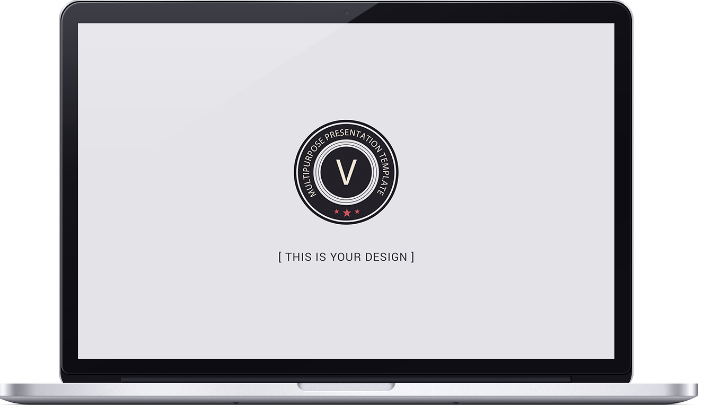 MULTIPURPOSE PRESENTATION TEMPLATE
V
[ THIS IS YOUR DESIGN ]